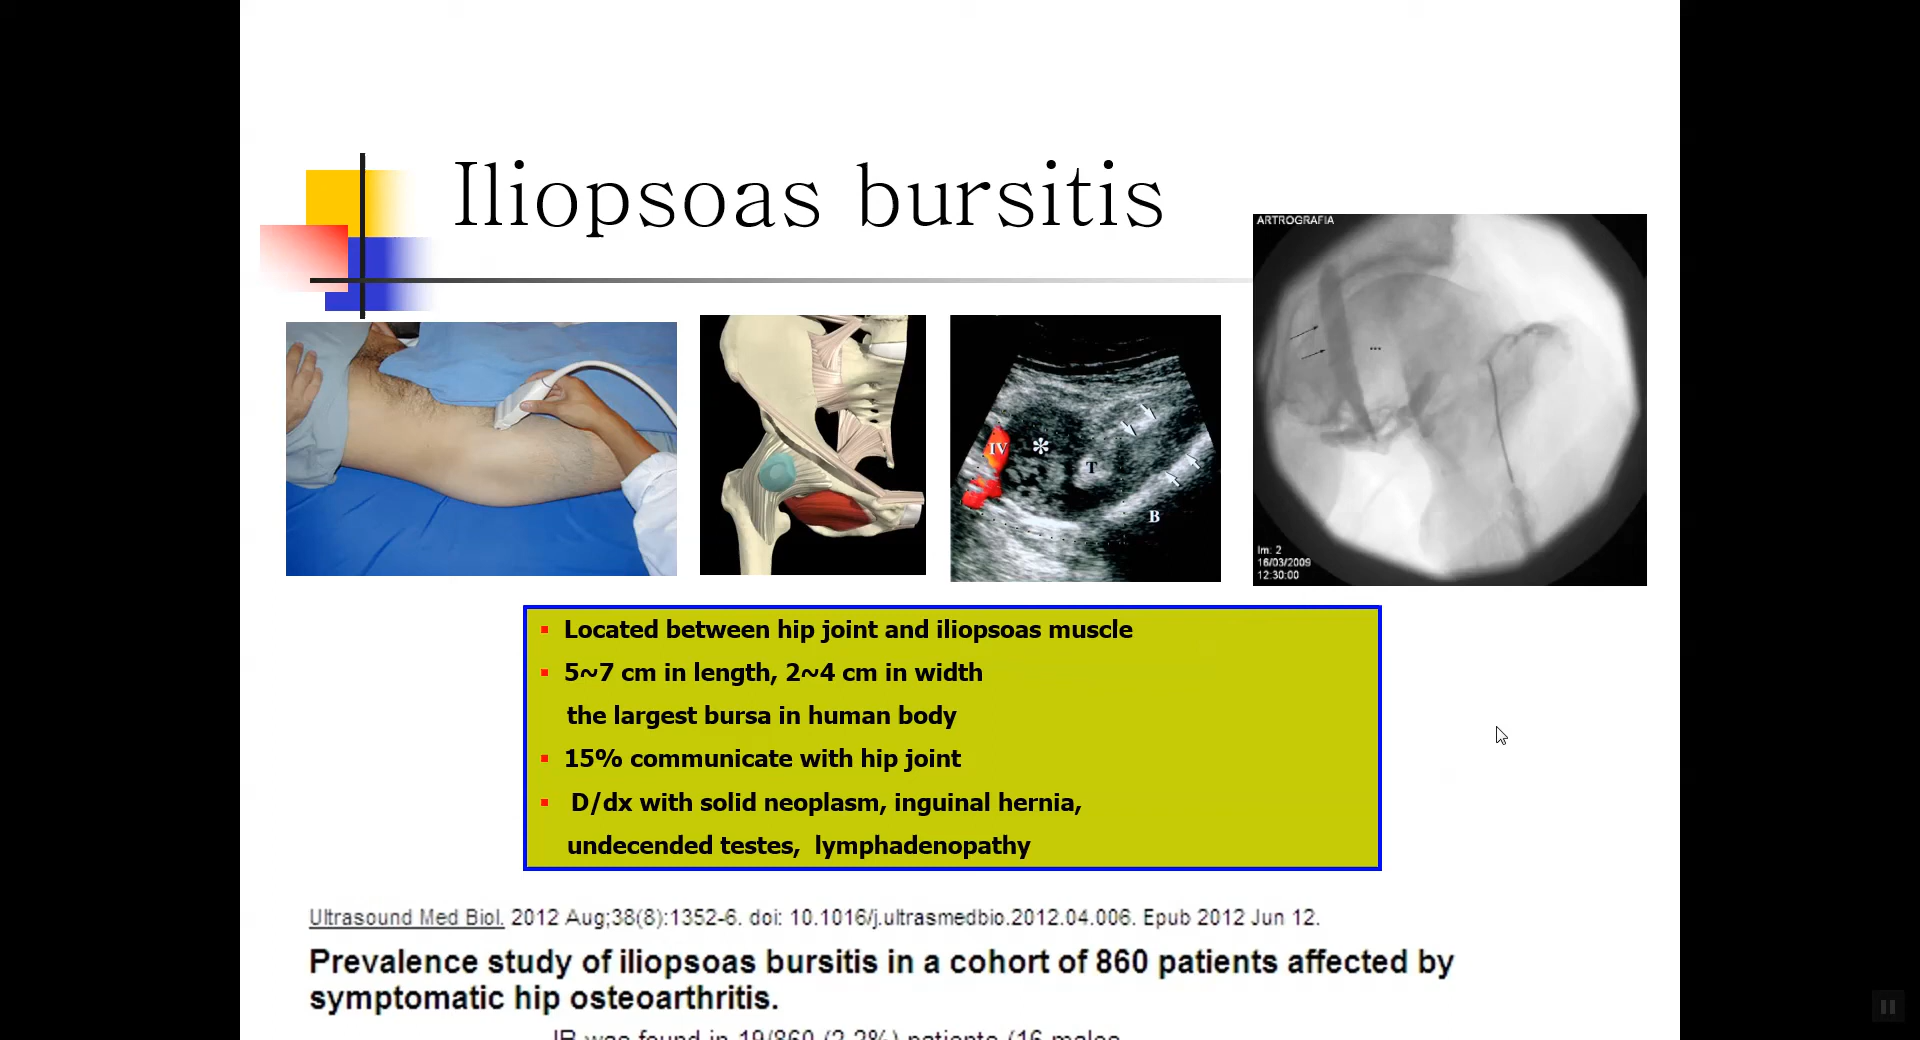 Iliopsoas bursitis
ARTROGRAFIA
IV
*
T
B
Im: 2
16/03/2009
12:30:00
Located between hip joint and iliopsoas muscle
5~7 cm in length, 2~4 cm in width
the largest bursa in human body
15% communicate with hip joint
D/dx with solid neoplasm, inguinal hernia,
undecended testes, lymphadenopathy
Ultrasound Med Biol. 2012 Aug;38(8):1352-6. doi: 10.1016/j.ultrasmedbio.2012.04.006. Epub 2012 Jun 12.
Prevalence study of iliopsoas bursitis in a cohort of 860 patients affected by
symptomatic hip osteoarthritis.
IB was found in 19/860 (2.2%) patients (16 males